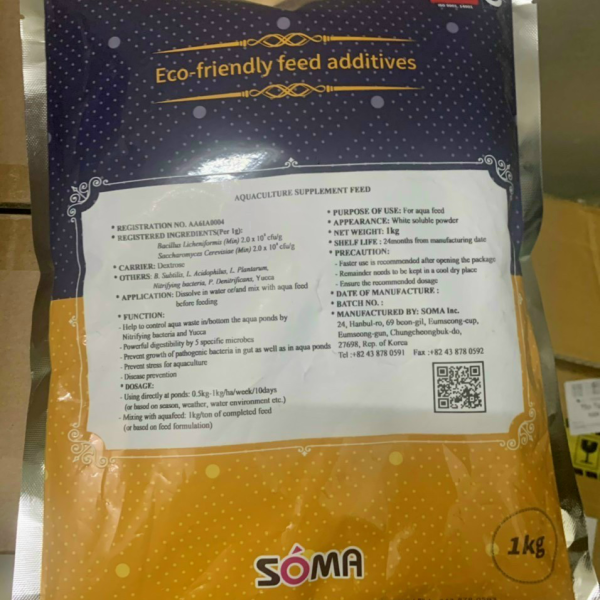 Eco-friendly feed additives
AQUACULTURE SUPPLEMENT FEED
* REGISTRATION NO. AA61A0004
* REGISTERED INGREDIENTS(Per 1g):
Bacillus Licheniformis (Min) 2.0 x 10⁹ cfu/g
Saccharomyces Cerevisiae (Min) 2.0 x 10⁹ cfu/g
* CARRIER: Dextrose
* OTHERS: B. Subtilis, L. Acidophilus, L. Plantarum,
Nitrifying bacteria, P. Denitrificans, Yucca
* APPLICATION: Dissolve in water or/and mix with aqua feed
before feeding
* FUNCTION:
- Help to control aqua waste in/bottom the aqua ponds by
Nitrifying bacteria and Yucca
- Powerful digestibility by 5 specific microbes
- Prevent growth of pathogenic bacteria in gut as well as in aqua ponds
- Prevent stress for aquaculture
- Disease prevention
* DOSAGE:
- Using directly at ponds: 0.5kg-1kg/ha/week/10days
(or based on season, weather, water environment etc.)
- Mixing with aquafeed: 1kg/ton of completed feed
(or based on feed formulation)
* PURPOSE OF USE: For aqua feed
* APPEARANCE: White soluble powder
* NET WEIGHT: 1kg
* SHELF LIFE : 24months from manufacturing date
* PRECAUTION:
- Faster use is recommended after opening the package
- Remainder needs to be kept in a cool dry place
- Ensure the recommended dosage
* DATE OF MANUFACTURE :
* BATCH NO. :
* MANUFACTURED BY: SOMA Inc.
24, Hanbul-ro, 69 beon-gil, Eumseong-eup,
Eumseong-gun, Chungcheongbuk-do,
27698, Rep. of Korea
Tel :+82 43 878 0591 Fax :+82 43 878 0592
1kg
SÓMA